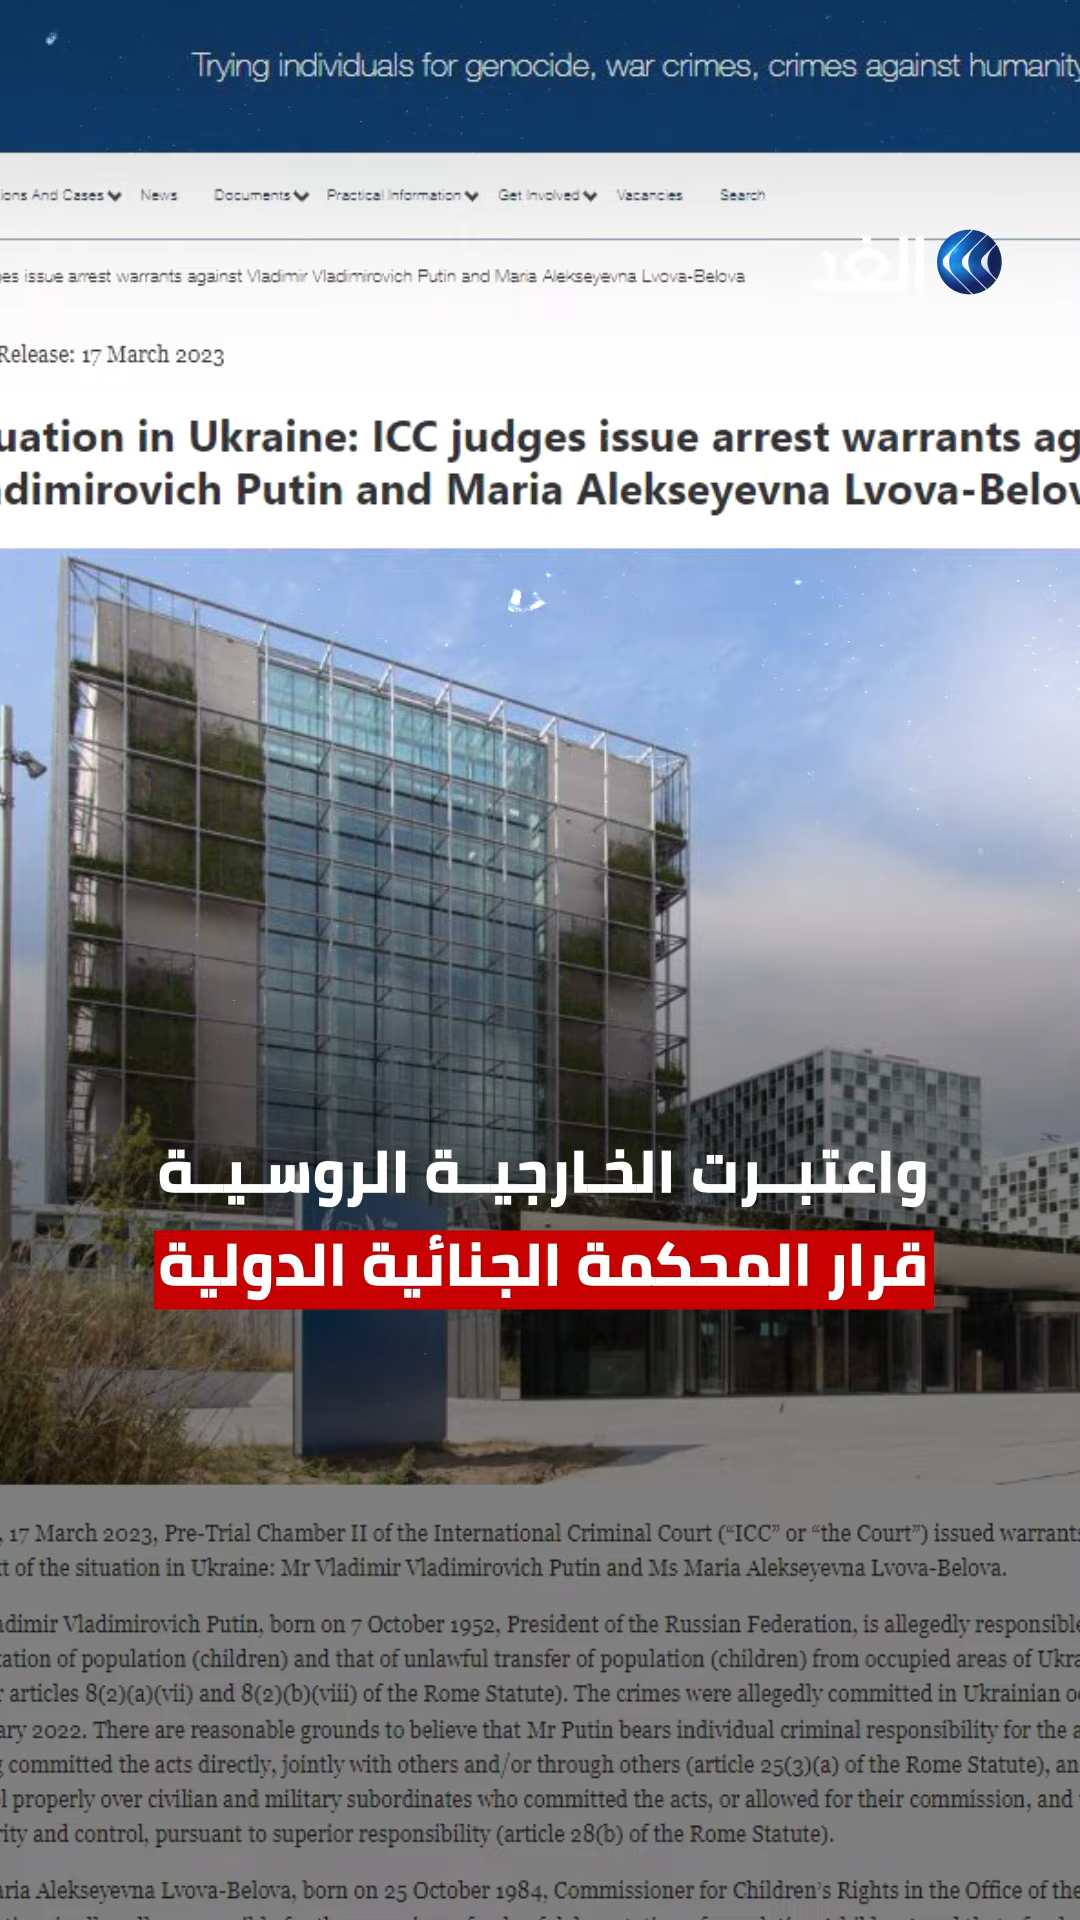 Trying individuals for genocide, war crimes, crimes against humanity
ions And Cases News Documents Practical Information Get Involved Vacancies Search
الغد
ges issue arrest warrants against Vladimir Vladimirovich Putin and Maria Alekseyevna Lvova-Belova
Release: 17 March 2023
uation in Ukraine: ICC judges issue arrest warrants ag
adimirovich Putin and Maria Alekseyevna Lvova-Belov
واعتبــرت الخـارجيــة الروسـيــة
قرار المحكمة الجنائية الدولية
, 17 March 2023, Pre-Trial Chamber II of the International Criminal Court (“ICC” or “the Court”) issued warrants
xt of the situation in Ukraine: Mr Vladimir Vladimirovich Putin and Ms Maria Alekseyevna Lvova-Belova.
adimir Vladimirovich Putin, born on 7 October 1952, President of the Russian Federation, is allegedly responsible
tation of population (children) and that of unlawful transfer of population (children) from occupied areas of Ukra
r articles 8(2)(a)(vii) and 8(2)(b)(viii) of the Rome Statute). The crimes were allegedly committed in Ukrainian oc
ary 2022. There are reasonable grounds to believe that Mr Putin bears individual criminal responsibility for the a
g committed the acts directly, jointly with others and/or through others (article 25(3)(a) of the Rome Statute), an
l properly over civilian and military subordinates who committed the acts, or allowed for their commission, and
rity and control, pursuant to superior responsibility (article 28(b) of the Rome Statute).
aria Alekseyevna Lvova-Belova, born on 25 October 1984, Commissioner for Children’s Rights in the Office of the